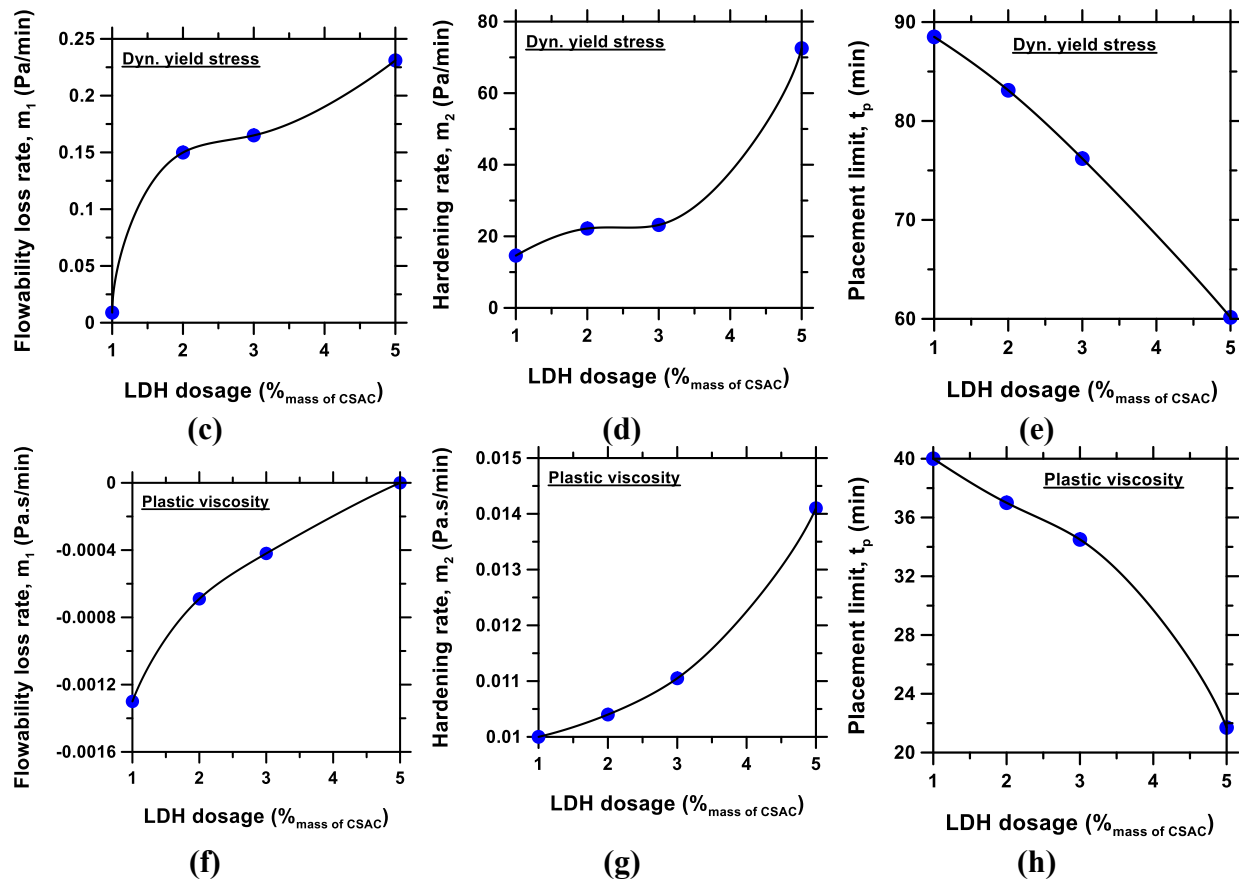 Flowability loss rate, m1 (Pa/min)
0.25
0.2
0.15
0.1
0.05
0
Dyn. yield stress
1 2 3 4 5
LDH dosage (%mass of CSAC)
(c)
Hardening rate, m2 (Pa/min)
80
60
40
20
0
Dyn. yield stress
1 2 3 4 5
LDH dosage (%mass of CSAC)
(d)
Placement limit, tp (min)
90
80
70
60
Dyn. yield stress
1 2 3 4 5
LDH dosage (%mass of CSAC)
(e)
Flowability loss rate, m1 (Pa.s/min)
0
-0.0004
-0.0008
-0.0012
-0.0016
Plastic viscosity
1 2 3 4 5
LDH dosage (%mass of CSAC)
(f)
Hardening rate, m2 (Pa.s/min)
0.015
0.014
0.013
0.012
0.011
0.01
Plastic viscosity
1 2 3 4 5
LDH dosage (%mass of CSAC)
(g)
Placement limit, tp (min)
40
36
32
28
24
20
Plastic viscosity
1 2 3 4 5
LDH dosage (%mass of CSAC)
(h)